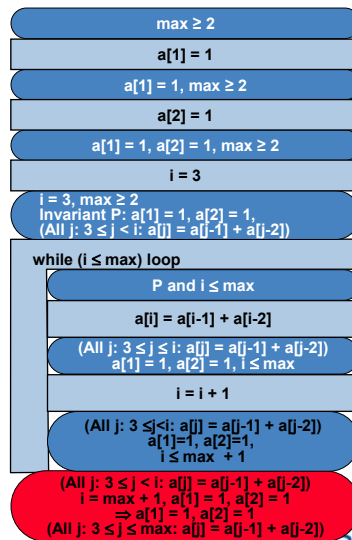 max ≥ 2
a[1] = 1
a[1] = 1, max ≥ 2
a[2] = 1
a[1] = 1, a[2] = 1, max ≥ 2
i = 3
i = 3, max ≥ 2
Invariant P: a[1] = 1, a[2] = 1,
(All j: 3 ≤ j < i: a[j] = a[j-1] + a[j-2])
while (i ≤ max) loop
P and i ≤ max
a[i] = a[i-1] + a[i-2]
(All j: 3 ≤ j ≤ i: a[j] = a[j-1] + a[j-2])
a[1] = 1, a[2] = 1, i ≤ max
i = i + 1
(All j: 3 ≤j<i: a[j] = a[j-1] + a[j-2])
a[1]=1, a[2]=1,
i ≤ max + 1
(All j: 3 ≤ j < i: a[j] = a[j-1] + a[j-2])
i = max + 1, a[1] = 1, a[2] = 1
⇒ a[1] = 1, a[2] = 1
(All j: 3 ≤ j ≤ max: a[j] = a[j-1] + a[j-2])